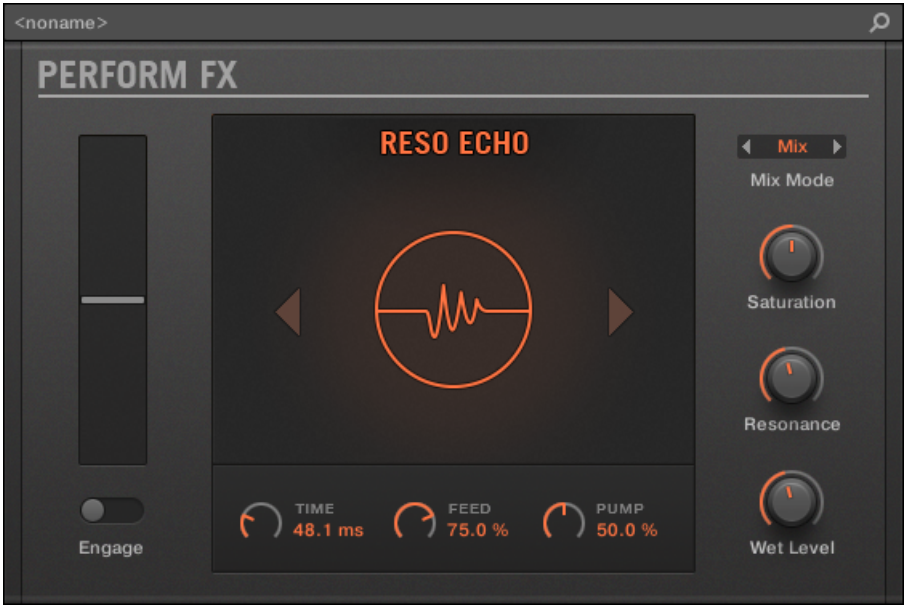 <noname>
PERFORM FX
RESO ECHO
Mix
Mix Mode
Saturation
Resonance
TIME
48.1 ms
FEED
75.0 %
PUMP
50.0 %
Engage
Wet Level